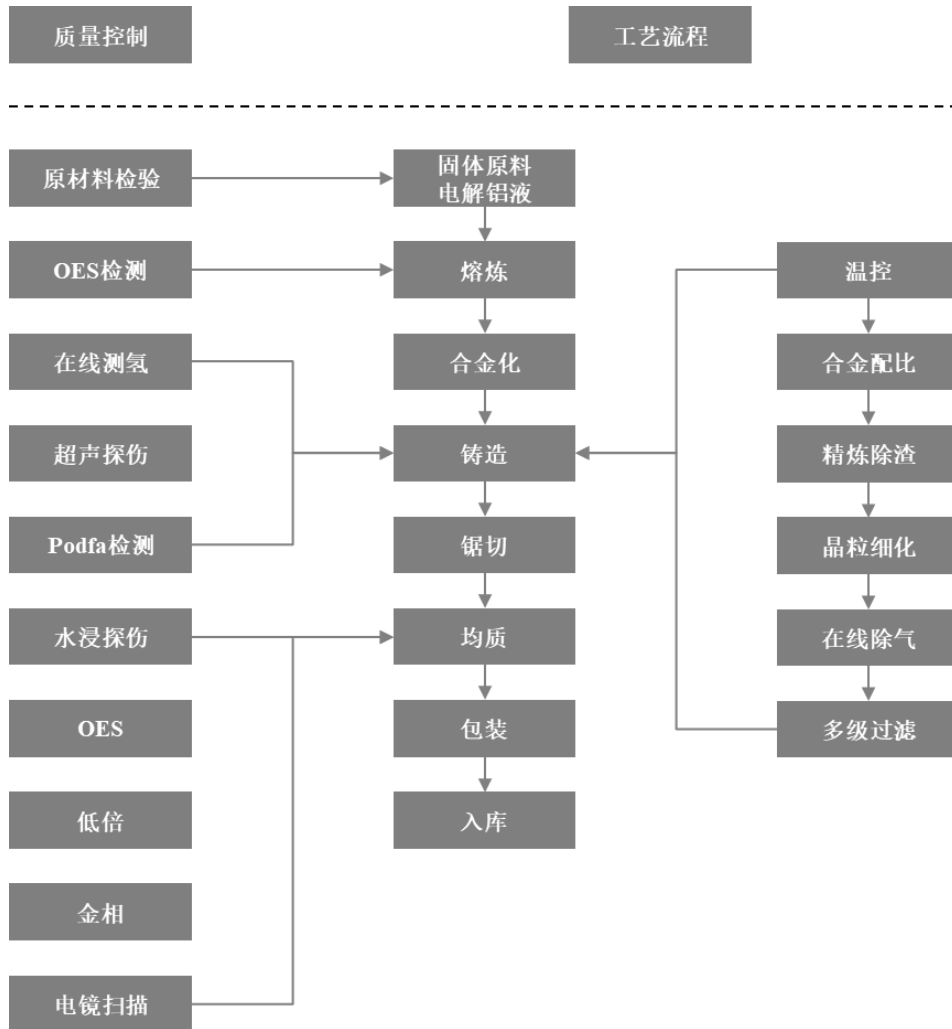 质量控制
工艺流程
原材料检验
固体原料
电解铝液
OES检测
熔炼
温控
在线测氢
合金化
合金配比
超声探伤
铸造
精炼除渣
Podfa检测
锯切
晶粒细化
水浸探伤
均质
在线除气
OES
包装
多级过滤
低倍
入库
金相
电镜扫描